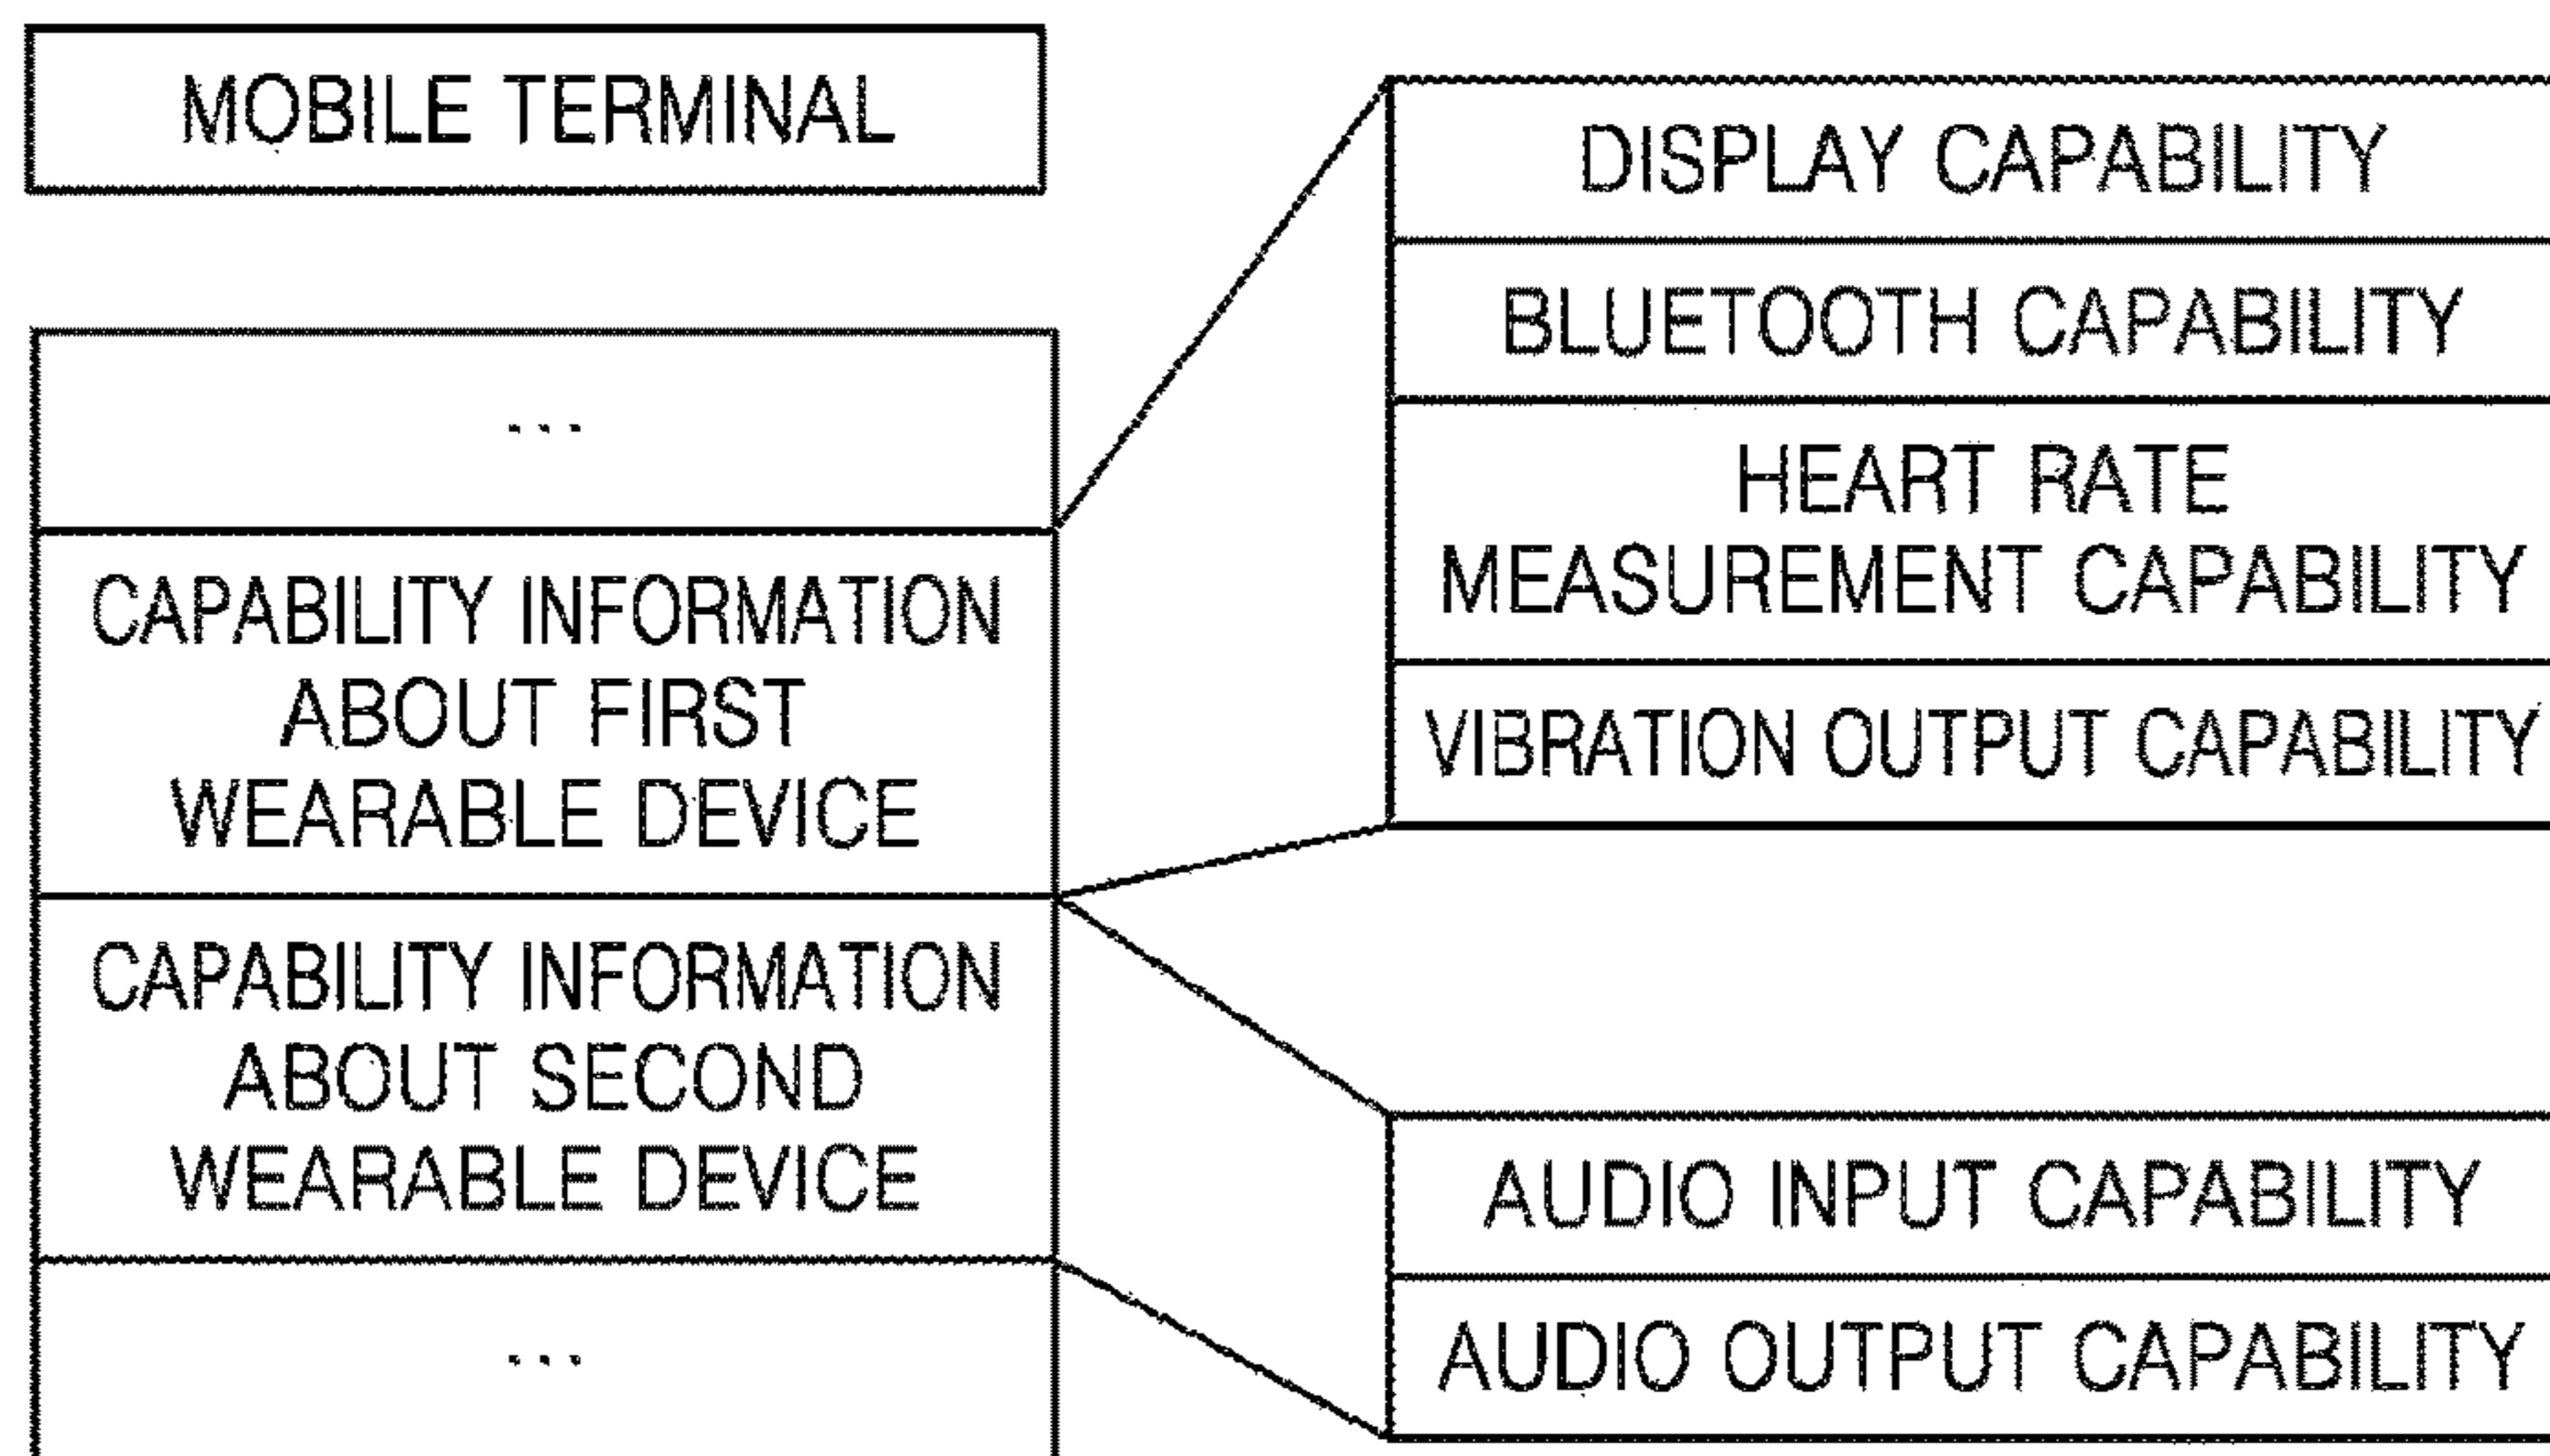 MOBILE TERMINAL
...
CAPABILITY INFORMATION
ABOUT FIRST
WEARABLE DEVICE
CAPABILITY INFORMATION
ABOUT SECOND
WEARABLE DEVICE
...
DISPLAY CAPABILITY
BLUETOOTH CAPABILITY
HEART RATE
MEASUREMENT CAPABILITY
VIBRATION OUTPUT CAPABILITY
AUDIO INPUT CAPABILITY
AUDIO OUTPUT CAPABILITY